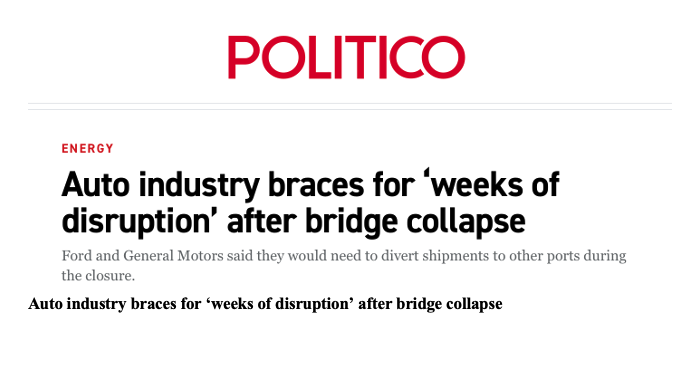 POLITICO
ENERGY
Auto industry braces for ‘weeks of
disruption’ after bridge collapse
Ford and General Motors said they would need to divert shipments to other ports during
the closure.
Auto industry braces for ‘weeks of disruption’ after bridge collapse